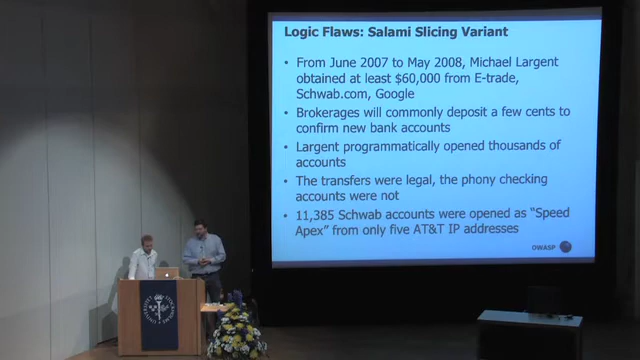 Logic Flaws: Salami Slicing Variant
• From June 2007 to May 2008, Michael Largent
obtained at least $60,000 from E-trade,
Schwab.com, Google
• Brokerages will commonly deposit a few cents to
confirm new bank accounts
• Largent programmatically opened thousands of
accounts
• The transfers were legal, the phony checking
accounts were not
• 11,385 Schwab accounts were opened as “Speed
Apex” from only five AT&T IP addresses
OWASP